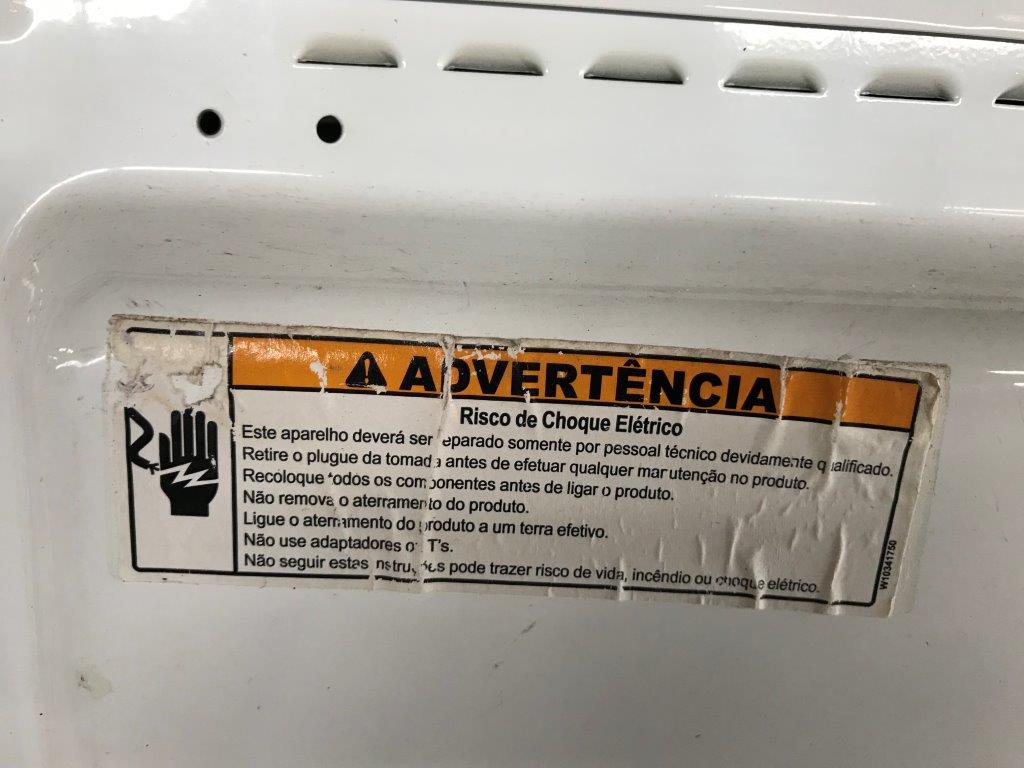 ADVERTÊNCIA
Risco de Choque Elétrico
Este aparelho deverá ser eparado somente por pessoal técnico devidamente qualificado.
Retire o plugue da tomada antes de efetuar qualquer manutenção no produto.
Recoloque todos os componentes antes de ligar o produto.
Não remova o aterramento do produto.
Ligue o aterramento do produto a um terra efetivo.
Não use adaptadores o T's.
Não seguir estas instruções pode trazer risco de vida, incêndio ou choque elétrico.
W10341750